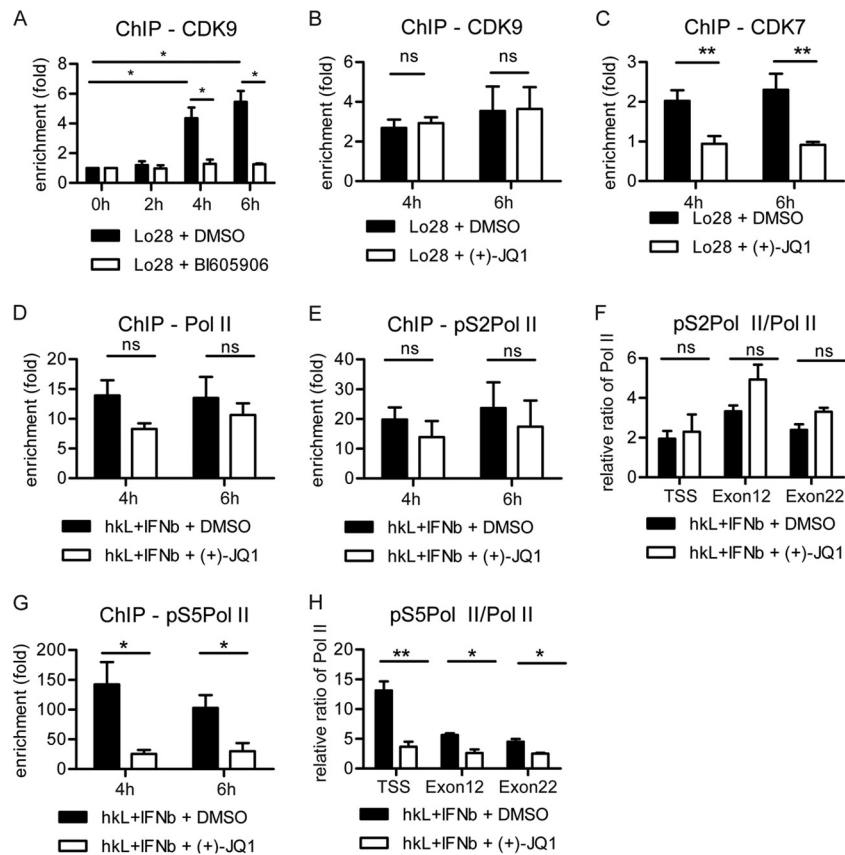 A
ChIP - CDK9
enrichment (fold)
8
6
4
2
0
*
*
*
*
0h 2h 4h 6h
Lo28 + DMSO
Lo28 + BI605906
B
ChIP - CDK9
enrichment (fold)
6
4
2
0
ns ns
4h 6h
Lo28 + DMSO
Lo28 + (+)-JQ1
C
ChIP - CDK7
enrichment (fold)
4
3
2
1
0
** **
4h 6h
Lo28 + DMSO
Lo28 + (+)-JQ1
D
ChIP - Pol II
enrichment (fold)
20
15
10
5
0
ns ns
4h 6h
hkL+IFNb + DMSO
hkL+IFNb + (+)-JQ1
E
ChIP - pS2Pol II
enrichment (fold)
40
30
20
10
0
ns ns
4h 6h
hkL+IFNb + DMSO
hkL+IFNb + (+)-JQ1
F
pS2Pol II/Pol II
relative ratio of Pol II
6
4
2
0
ns ns ns
TSS Exon12 Exon22
hkL+IFNb + DMSO
hkL+IFNb + (+)-JQ1
G
ChIP - pS5Pol II
enrichment (fold)
200
150
100
50
0
* *
4h 6h
hkL+IFNb + DMSO
hkL+IFNb + (+)-JQ1
H
pS5Pol II/Pol II
relative ratio of Pol II
20
15
10
5
0
** * *
TSS Exon12 Exon22
hkL+IFNb + DMSO
hkL+IFNb + (+)-JQ1